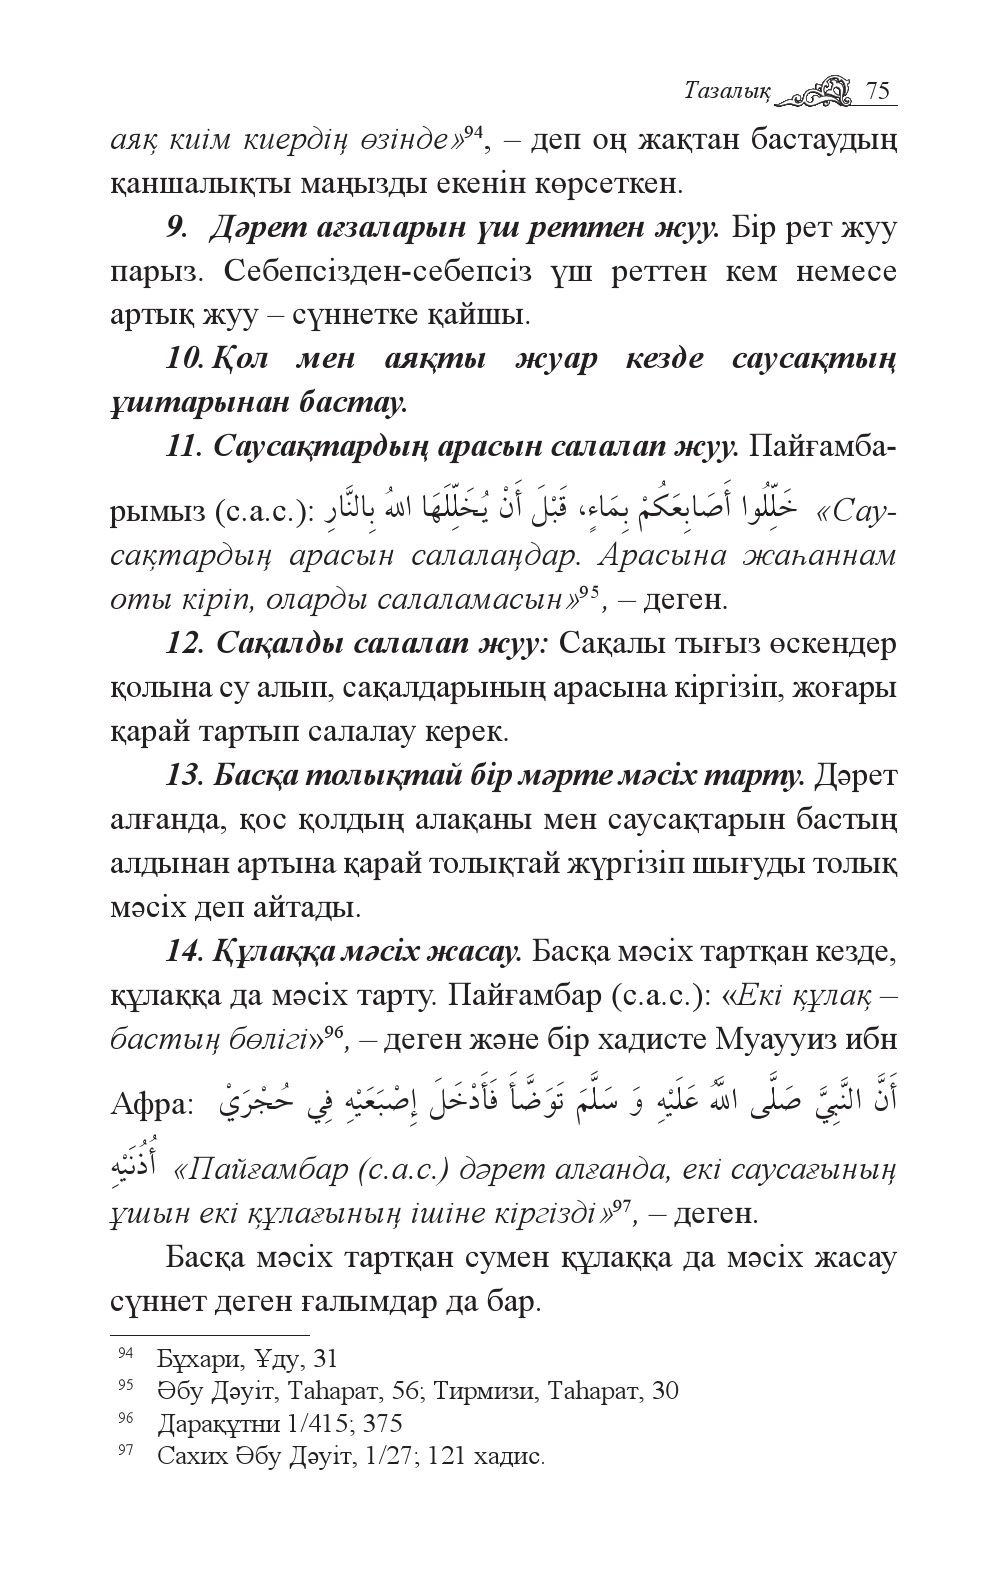 Тазалық 75
аяқ киім киердің өзінде»⁹⁴, – деп оң жақтан бастаудың
қаншалықты маңызды екенін көрсеткен.
9. Дәрет ағзаларын үш реттен жуу. Бір рет жуу
парыз. Себепсізден-себепсіз үш реттен кем немесе
артық жуу – сүннетке қайшы.
10. Қол мен аяқты жуар кезде саусақтың
ұштарынан бастау.
11. Саусақтардың арасын салалап жуу. Пайғамба-
рымыз (с.а.с.): خَلِّلُوا أَصَابِعَكُمْ بِمَاءٍ، قَبْلَ أَنْ يُخَلِّلَهَا اللهُ بِالنَّارِ «Сау-
сақтардың арасын салалаңдар. Арасына жаһаннам
оты кіріп, оларды салаламасын»⁹⁵, – деген.
12. Сақалды салалап жуу: Сақалы тығыз өскендер
қолына су алып, сақалдарының арасына кіргізіп, жоғары
қарай тартып салалау керек.
13. Басқа толықтай бір мәрте мәсіх тарту. Дәрет
алғанда, қос қолдың алақаны мен саусақтарын бастың
алдынан артына қарай толықтай жүргізіп шығуды толық
мәсіх деп айтады.
14. Құлаққа мәсіх жасау. Басқа мәсіх тартқан кезде,
құлаққа да мәсіх тарту. Пайғамбар (с.а.с.): «Екі құлақ –
бастың бөлігі»⁹⁶, – деген және бір хадисте Муаууиз ибн
Афра: أَنَّ النَّبِيَّ صَلَّى اللَّهُ عَلَيْهِ وَ سَلَّمَ تَوَضَّأَ فَأَدْخَلَ إِصْبَعَيْهِ فِي حُجْرَيْ
أُذُنَيْهِ «Пайғамбар (с.а.с.) дәрет алғанда, екі саусағының
ұшын екі құлағының ішіне кіргізді»⁹⁷, – деген.
Басқа мәсіх тартқан сумен құлаққа да мәсіх жасау
сүннет деген ғалымдар да бар.
⁹⁴ Бұхари, Ұду, 31
⁹⁵ Әбу Дәуіт, Таһарат, 56; Тирмизи, Таһарат, 30
⁹⁶ Дарақұтни 1/415; 375
⁹⁷ Сахих Әбу Дәуіт, 1/27; 121 хадис.